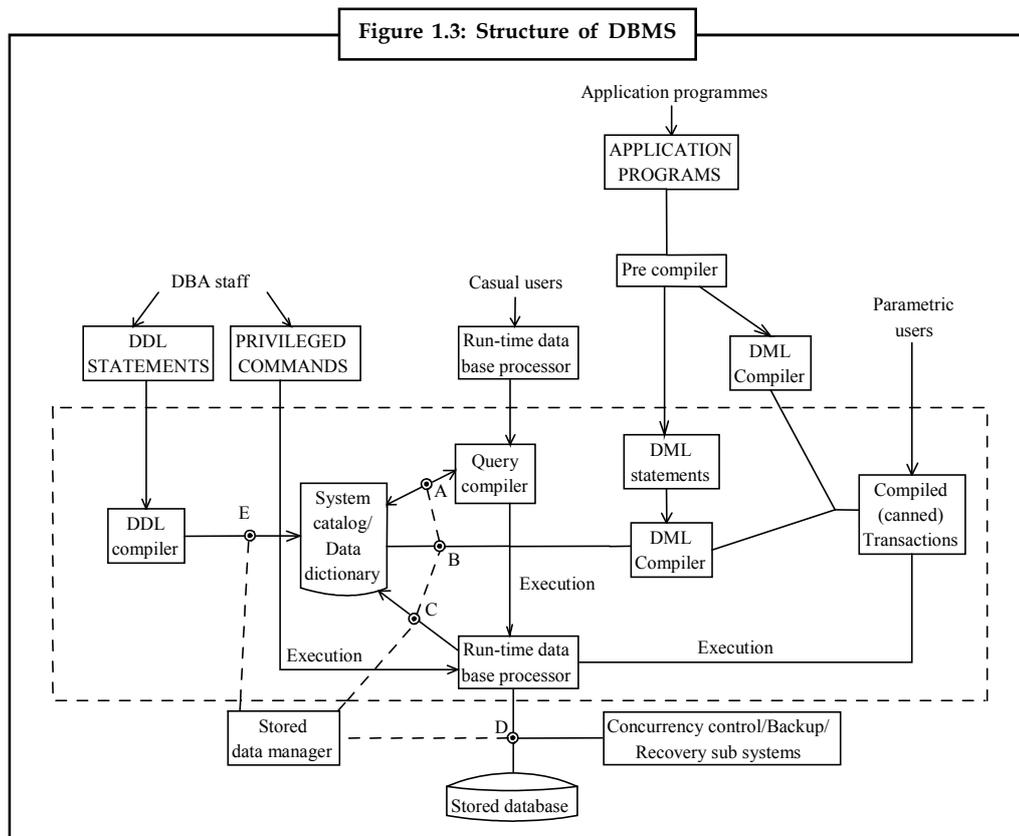 Figure 1.3: Structure of DBMS
Application programmes
APPLICATION
PROGRAMS
Pre compiler
DBA staff
Casual users
Parametric
users
DDL
STATEMENTS
PRIVILEGED
COMMANDS
Run-time data
base processor
DML
Compiler
Query
compiler
DML
statements
A
System
catalog/
Data
dictionary
Compiled
(canned)
Transactions
E
DDL
compiler
B
DML
Compiler
Execution
C
Execution
Run-time data
base processor
Execution
Stored
data manager
D
Concurrency control/Backup/
Recovery sub systems
Stored database